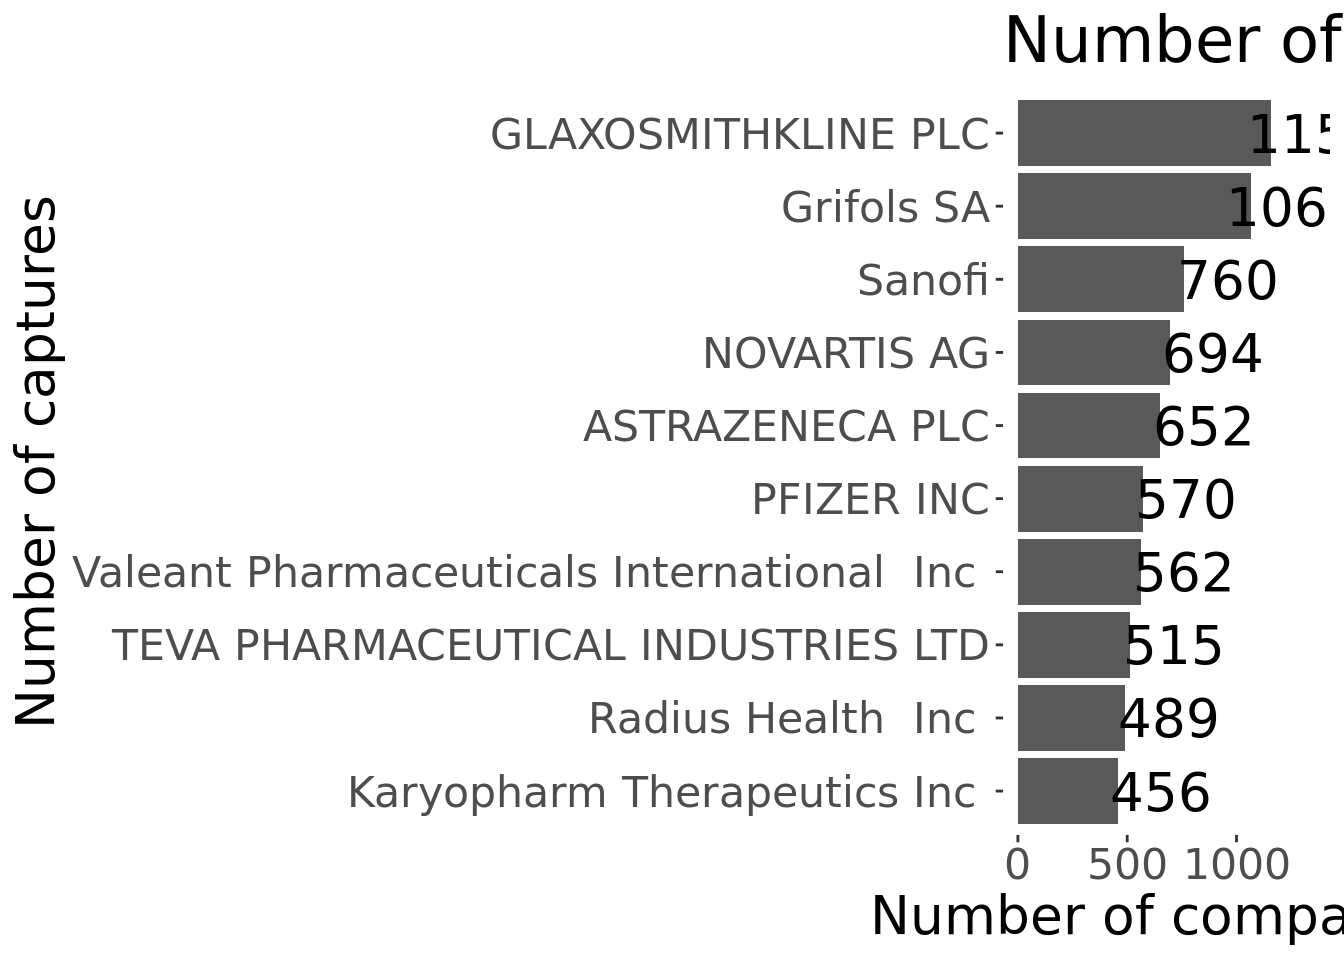 Number of
Number of captures
GLAXOSMITHKLINE PLC 115
Grifols SA 106
Sanofi 760
NOVARTIS AG 694
ASTRAZENECA PLC 652
PFIZER INC 570
Valeant Pharmaceuticals International  Inc 562
TEVA PHARMACEUTICAL INDUSTRIES LTD 515
Radius Health  Inc 489
Karyopharm Therapeutics Inc 456
0 500 1000
Number of compa